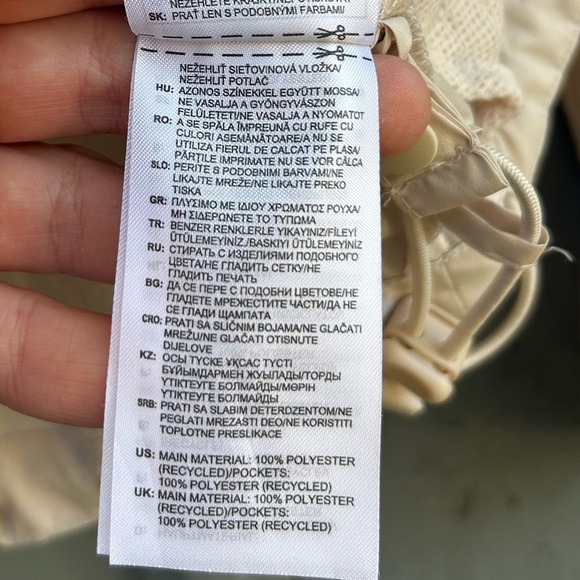 SK: PRAŤ LEN S PODOBNÝMI FARBAMI/
NEŽEHLIŤ SIEŤOVINOVÁ VLOŽKA/
NEŽEHLIŤ POTLAČ
HU: AZONOS SZÍNEKKEL EGYÜTT MOSSA/
NE VASALJA A GYÖNGYVÁSZON
FELÜLETET/NE VASALJA A NYOMATOT
RO: A SE SPĂLA ÎMPREUNĂ CU RUFE CU
CULORI ASEMĂNĂTOARE/A NU SE
UTILIZA FIERUL DE CALCAT PE PLASA/
PĂRŢILE IMPRIMATE NU SE VOR CĂLCA
SLO: PERITE S PODOBNIMI BARVAMI/NE
LIKAJTE MREŽE/NE LIKAJTE PREKO
TISKA
GR: ΠΛΥΣΙΜΟ ΜΕ ΙΔΙΟΥ ΧΡΩΜΑΤΟΣ ΡΟΥΧΑ/
ΜΗ ΣΙΔΕΡΩΝΕΤΕ ΤΟ ΤΥΠΩΜΑ
TR: BENZER RENKLERLE YIKAYINIZ/FİLEYİ
ÜTÜLEMEYİNİZ./BASKIYI ÜTÜLEMEYİNİZ
RU: СТИРАТЬ С ИЗДЕЛИЯМИ ПОДОБНОГО
ЦВЕТА/НЕ ГЛАДИТЬ СЕТКУ/НЕ
ГЛАДИТЬ ПЕЧАТЬ
BG: ДА СЕ ПЕРЕ С ПОДОБНИ ЦВЕТОВЕ/НЕ
ГЛАДЕТЕ МРЕЖЕСТИТЕ ЧАСТИ/ДА НЕ
СЕ ГЛАДИ ЩАМПАТА
CRO: PRATI SA SLIČNIM BOJAMA/NE GLAČATI
MREŽU/NE GLAČATI OTISNUTE
DIJELOVE
KZ: ОСЫ ТҮСКЕ ҰҚСАС ТҮСТІ
БҰЙЫМДАРМЕН ЖУЫЛАДЫ/ТОРДЫ
ҮТІКТЕУГЕ БОЛМАЙДЫ/МӨРІН
ҮТІКТЕУГЕ БОЛМАЙДЫ
SRB: PRATI SA SLABIM DETERDZENTOM/NE
PEGLATI MREZASTI DEO/NE KORISTITI
TOPLOTNE PRESLIKACE
US: MAIN MATERIAL: 100% POLYESTER
(RECYCLED)/POCKETS:
100% POLYESTER (RECYCLED)
UK: MAIN MATERIAL: 100% POLYESTER
(RECYCLED)/POCKETS:
100% POLYESTER (RECYCLED)